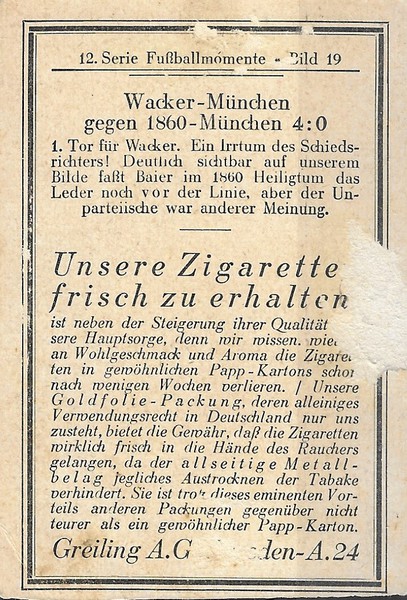 12. Serie Fußballmomente - Bild 19
Wacker-München
gegen 1860-München 4:0
1. Tor für Wacker. Ein Irrtum des Schieds-
richters! Deutlich sichtbar auf unserem
Bilde faßt Baier im 1860 Heiligtum das
Leder noch vor der Linie, aber der Un-
parteiische war anderer Meinung.
Unsere Zigarette
frisch zu erhalten
ist neben der Steigerung ihrer Qualität
sere Hauptsorge, denn wir wissen, wie
an Wohlgeschmack und Aroma die Zigaret
ten in gewöhnlichen Papp-Kartons schon
nach wenigen Wochen verlieren. / Unsere
Goldfolie-Packung, deren alleiniges
Verwendungsrecht in Deutschland nur uns
zusteht, bietet die Gewähr, daß die Zigaretten
wirklich frisch in die Hände des Rauchers
gelangen, da der allseitige Metall-
belag jegliches Austrocknen der Tabake
verhindert. Sie ist trotz dieses eminenten Vor-
teils anderen Packungen gegenüber nicht
teurer als ein gewöhnlicher Papp-Karton.
Greiling A.G den-A.24